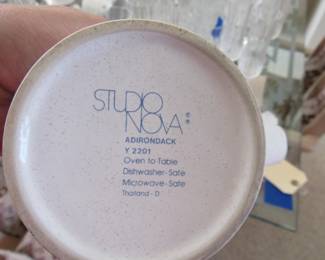 STUDIO
NOVA ®
ADIRONDACK
Y 2201
Oven to Table
Dishwasher-Safe
Microwave-Safe
Thailand-D